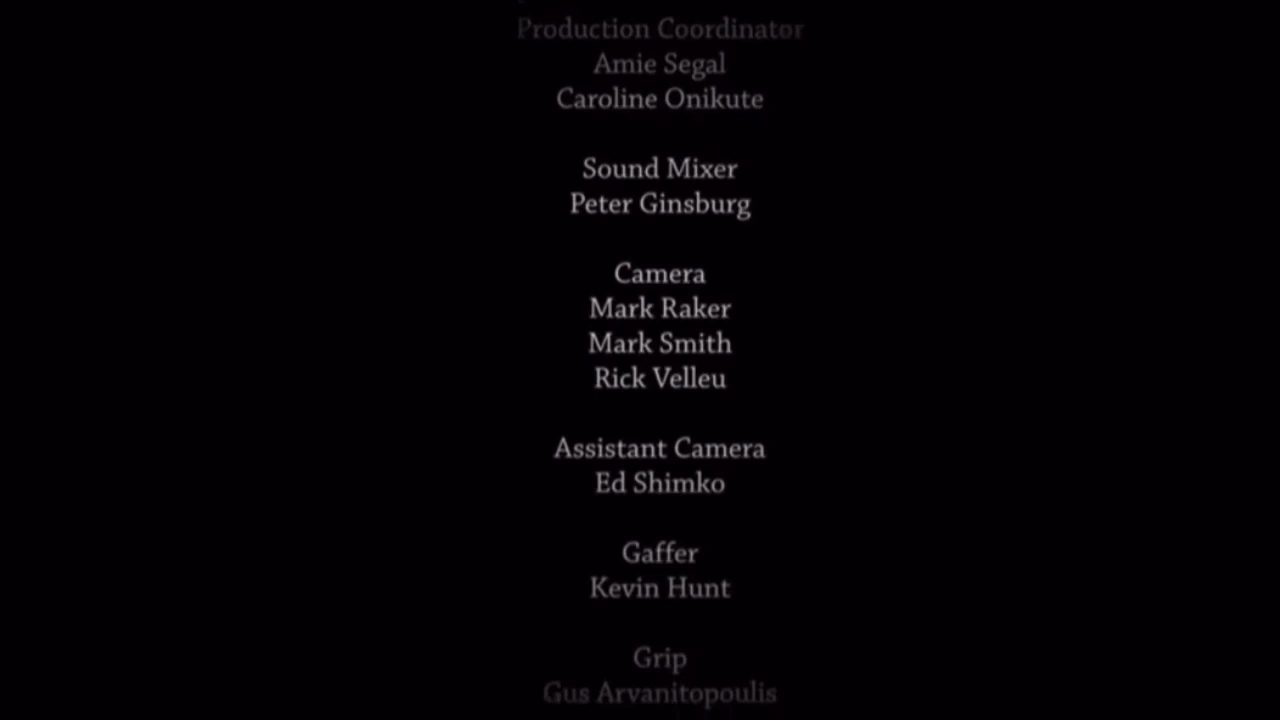 Production Coordinator
Amie Segal
Caroline Onikute
Sound Mixer
Peter Ginsburg
Camera
Mark Raker
Mark Smith
Rick Velleu
Assistant Camera
Ed Shimko
Gaffer
Kevin Hunt
Grip
Gus Arvanitopoulis